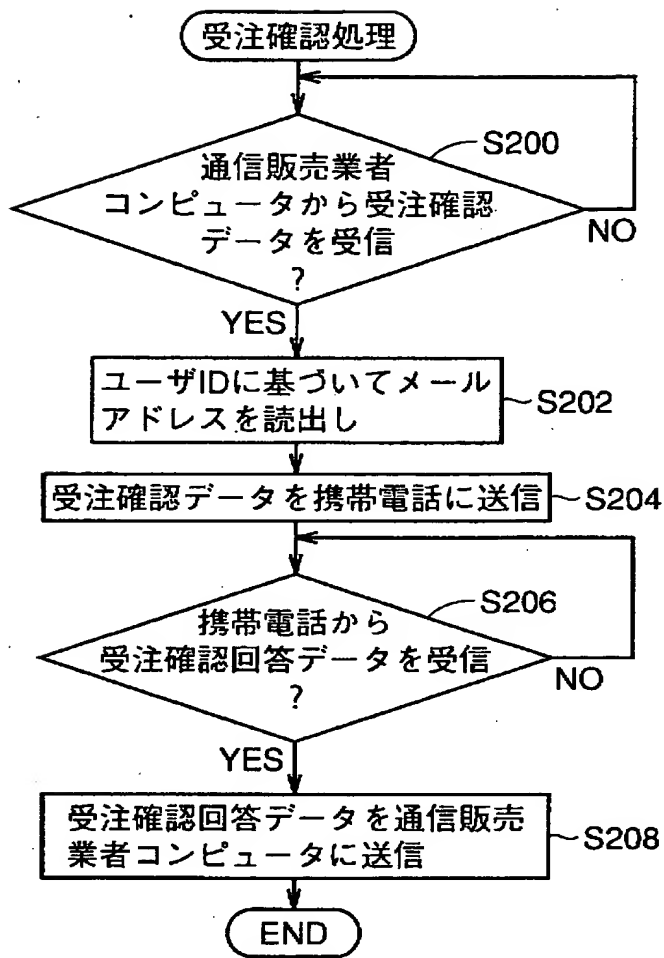 受注確認処理
S200
通信販売業者
コンピュータから受注確認
データを受信
?
NO
YES
ユーザIDに基づいてメール
アドレスを読出し
S202
受注確認データを携帯電話に送信
S204
S206
携帯電話から
受注確認回答データを受信
?
NO
YES
受注確認回答データを通信販売
業者コンピュータに送信
S208
END